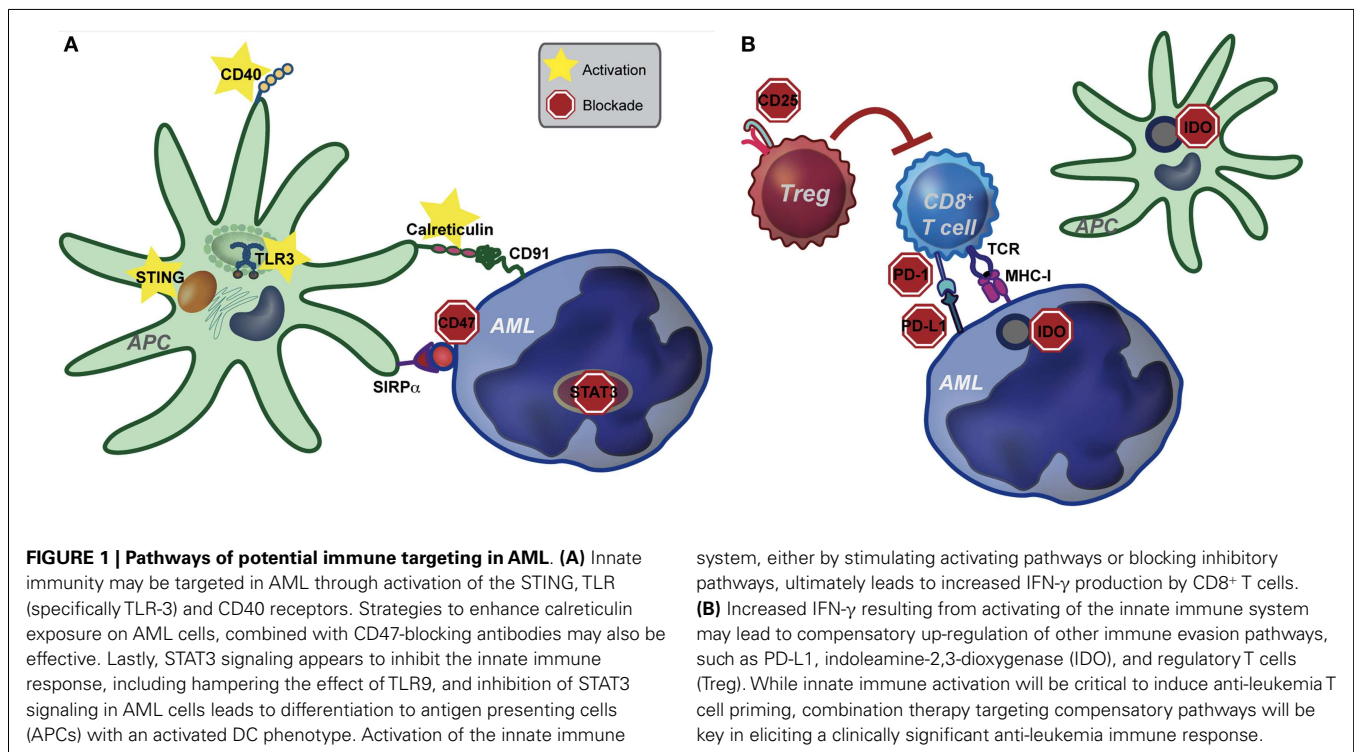 A
CD40
Activation
Blockade
Calreticulin
CD91
TLR3
STING
CD47
AML
APC
SIRPα
STAT3
B
CD25
IDO
Treg
CD8+
T cell
APC
TCR
PD-1
MHC-I
PD-L1
IDO
AML
FIGURE 1 | Pathways of potential immune targeting in AML. (A) Innate
immunity may be targeted in AML through activation of the STING, TLR
(specifically TLR-3) and CD40 receptors. Strategies to enhance calreticulin
exposure on AML cells, combined with CD47-blocking antibodies may also be
effective. Lastly, STAT3 signaling appears to inhibit the innate immune
response, including hampering the effect of TLR9, and inhibition of STAT3
signaling in AML cells leads to differentiation to antigen presenting cells
(APCs) with an activated DC phenotype. Activation of the innate immune
system, either by stimulating activating pathways or blocking inhibitory
pathways, ultimately leads to increased IFN-γ production by CD8+ T cells.
(B) Increased IFN-γ resulting from activating of the innate immune system
may lead to compensatory up-regulation of other immune evasion pathways,
such as PD-L1, indoleamine-2,3-dioxygenase (IDO), and regulatory T cells
(Treg). While innate immune activation will be critical to induce anti-leukemia T
cell priming, combination therapy targeting compensatory pathways will be
key in eliciting a clinically significant anti-leukemia immune response.